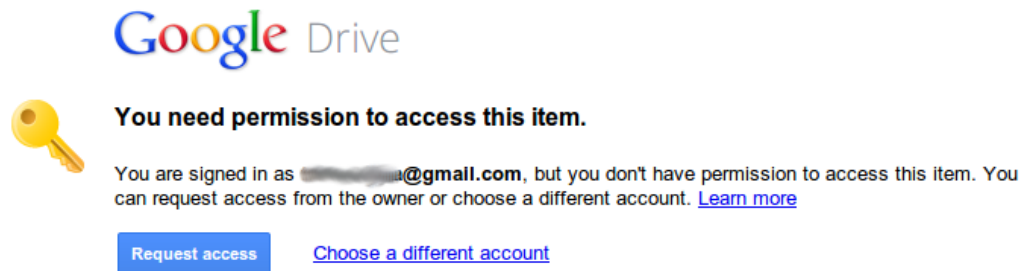 Google Drive
You need permission to access this item.
You are signed in as @gmail.com, but you don't have permission to access this item. You
can request access from the owner or choose a different account. Learn more
Request access Choose a different account